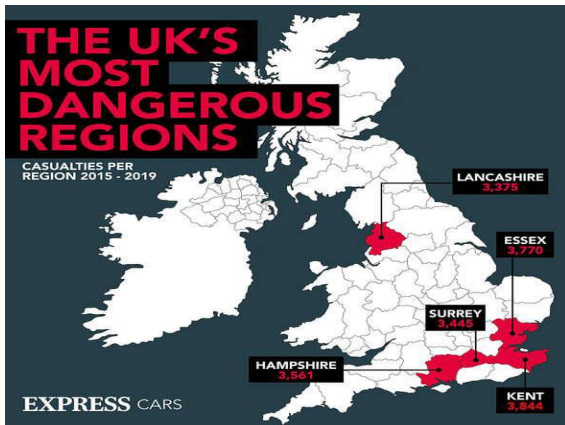 THE UK'S
MOST
DANGEROUS
REGIONS
CASUALTIES PER
REGION 2015 - 2019
LANCASHIRE
3,375
ESSEX
3,770
SURREY
3,445
HAMPSHIRE
3,561
KENT
3,844
EXPRESS CARS